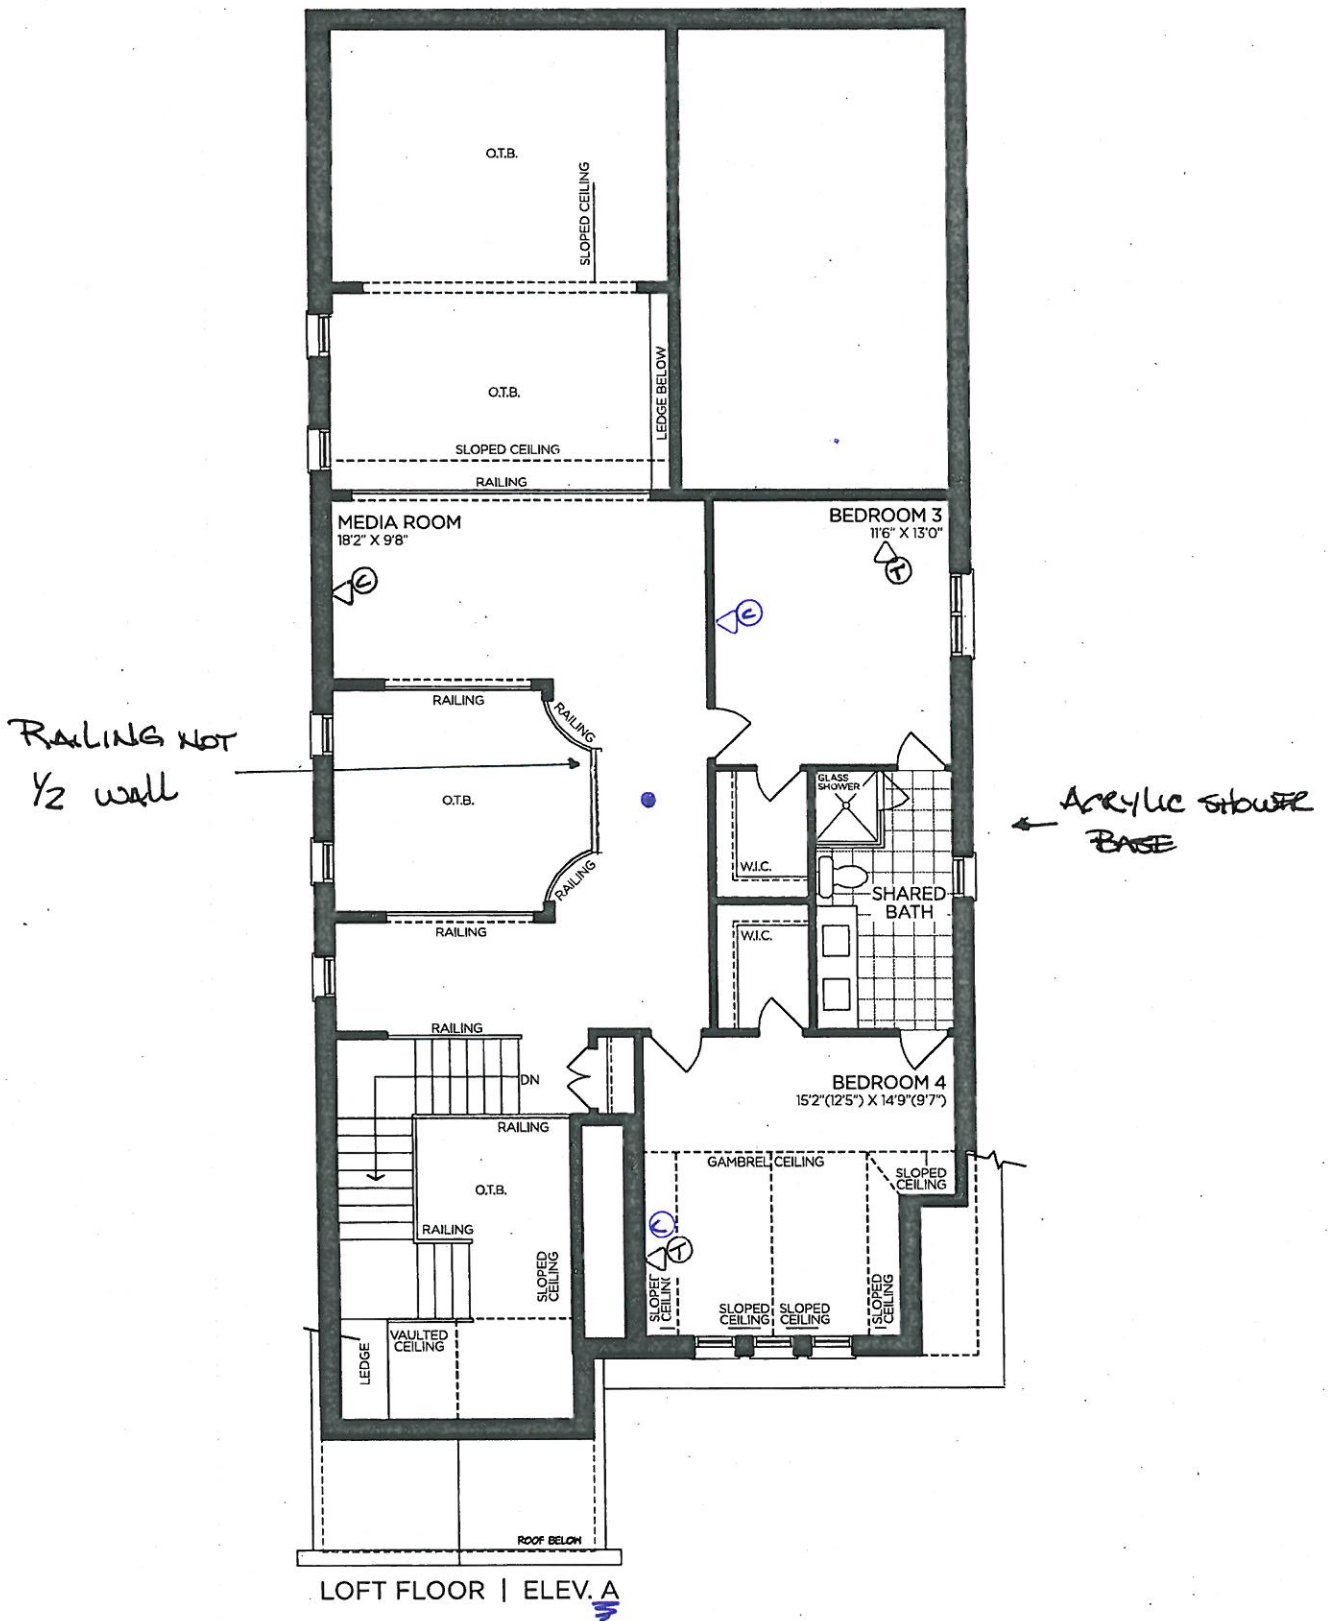 O.T.B.
SLOPED CEILING
O.T.B.
LEDGE BELOW
SLOPED CEILING
RAILING
MEDIA ROOM
18'2" X 9'8"
BEDROOM 3
11'6" X 13'0"
T
C
C
RAILING
RAILING
RAILING NOT
1/2 WALL
O.T.B.
GLASS
SHOWER
ACRYLIC SHOWER
BASE
W.I.C.
RAILING
SHARED
BATH
RAILING
W.I.C.
RAILING
DN
BEDROOM 4
15'2"(12'5") X 14'9"(9'7")
RAILING
GAMBREL CEILING
SLOPED
CEILING
O.T.B.
RAILING
C
T
SLOPED
CEILING
SLOPED
CEILING
SLOPED
CEILING
SLOPED
CEILING
SLOPED
CEILING
VAULTED
CEILING
LEDGE
ROOF BELOW
LOFT FLOOR | ELEV. A